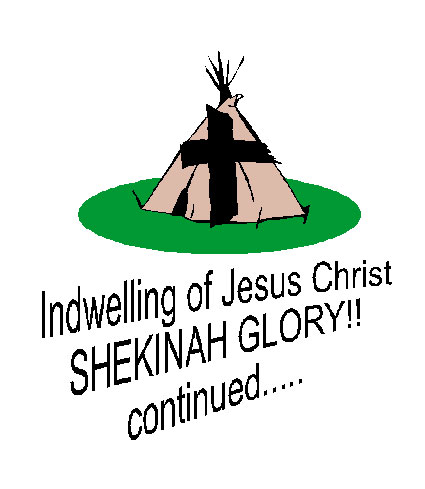 Indwelling of Jesus Christ
SHEKINAH GLORY!!
continued.....